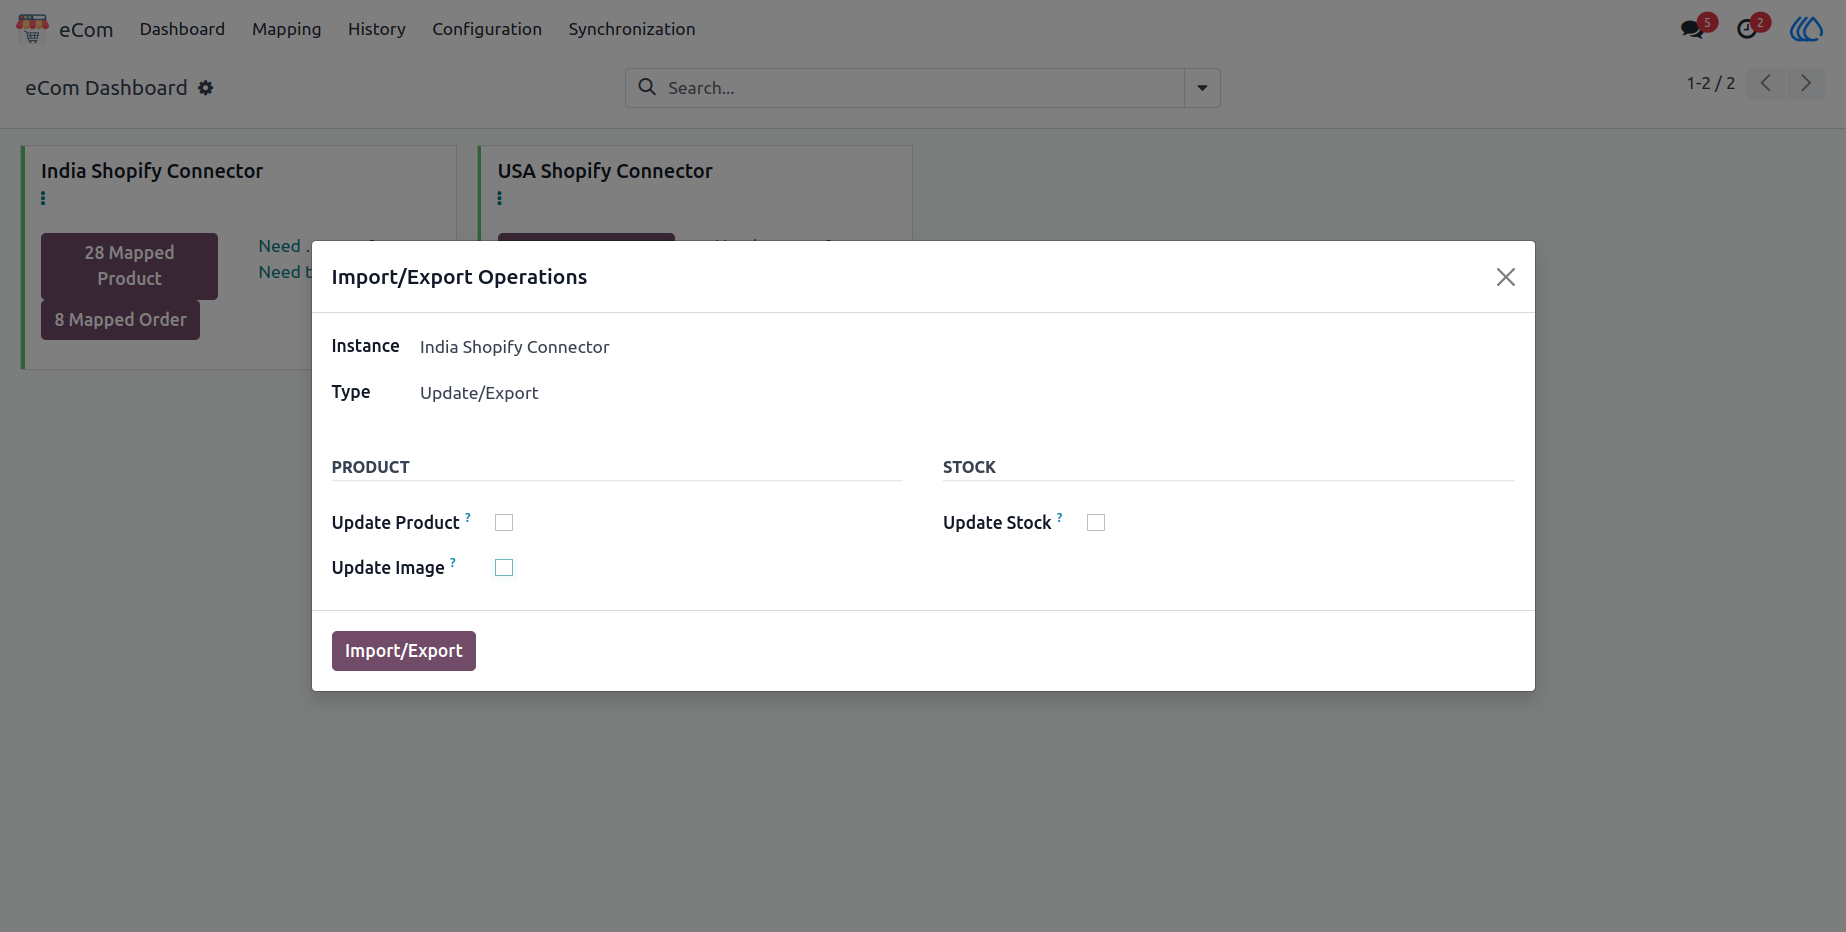 eCom Dashboard Mapping History Configuration Synchronization 5 2
eCom Dashboard Search... 1-2 / 2
India Shopify Connector USA Shopify Connector
28 Mapped Product
Need
Need
8 Mapped Order
Import/Export Operations
Instance India Shopify Connector
Type Update/Export
PRODUCT STOCK
Update Product ? Update Stock ?
Update Image ?
Import/Export